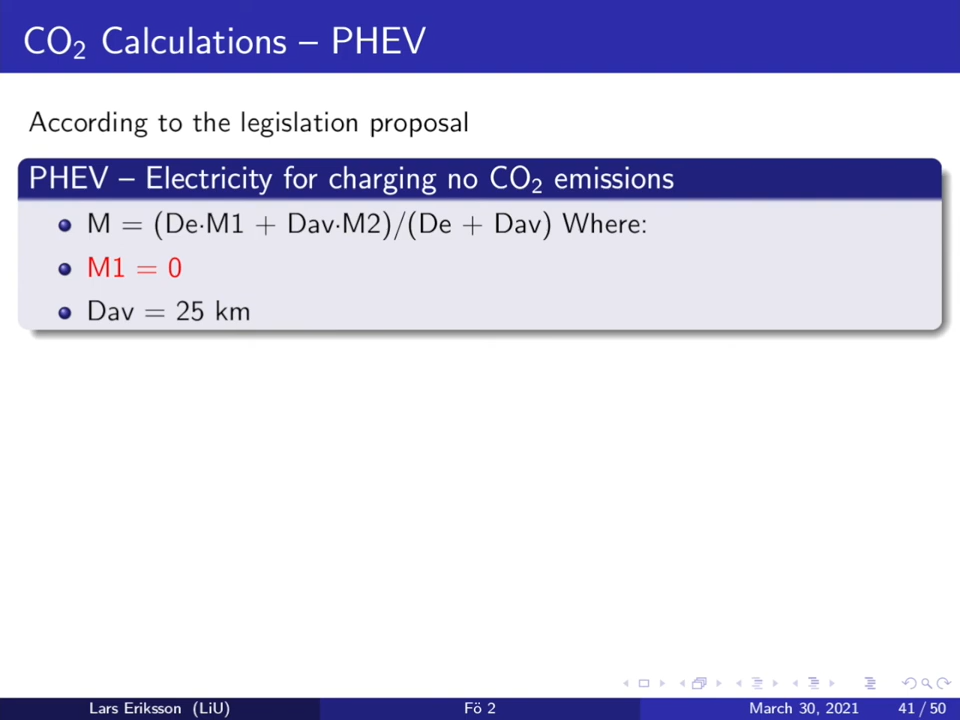 CO₂ Calculations – PHEV
According to the legislation proposal
PHEV – Electricity for charging no CO₂ emissions
M = (De·M1 + Dav·M2)/(De + Dav) Where:
M1 = 0
Dav = 25 km
Lars Eriksson (LiU) Fö 2 March 30, 2021 41 / 50